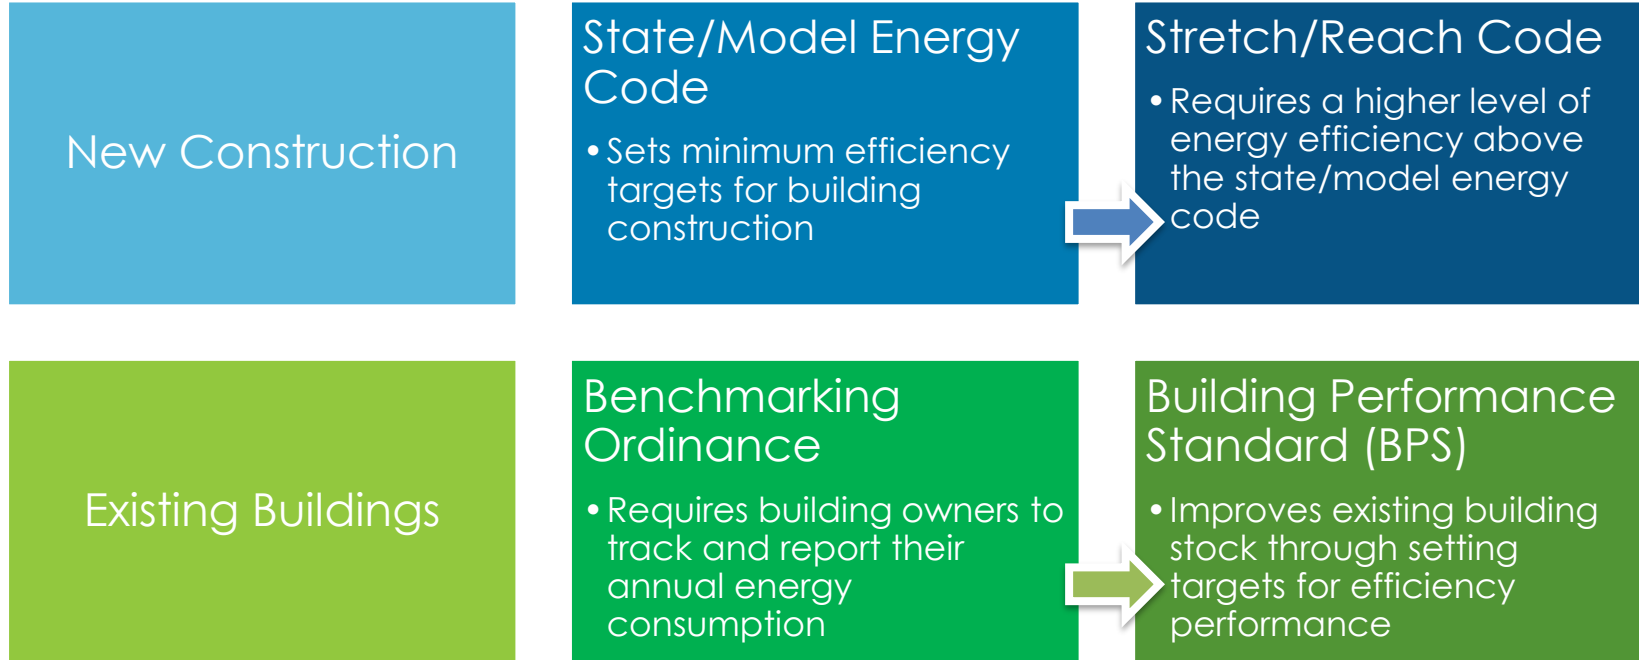 New Construction
State/Model Energy
Code
• Sets minimum efficiency
targets for building
construction
Stretch/Reach Code
• Requires a higher level of
energy efficiency above
the state/model energy
code
Existing Buildings
Benchmarking
Ordinance
• Requires building owners to
track and report their
annual energy
consumption
Building Performance
Standard (BPS)
• Improves existing building
stock through setting
targets for efficiency
performance